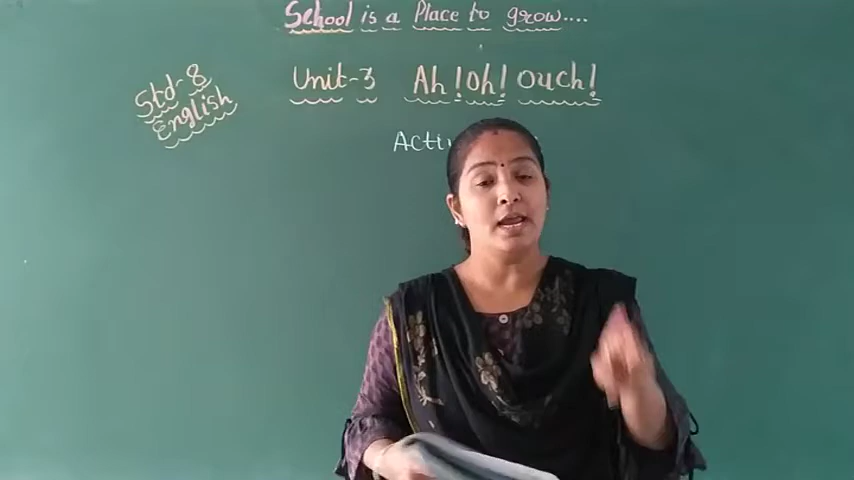 School is a Place to grow....
Std-8
English
Unit-3 Ah!Oh! ouch!